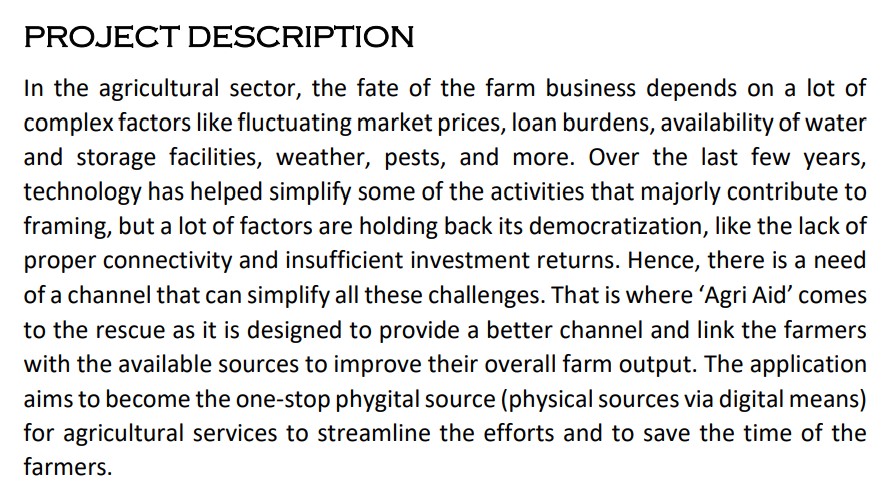 PROJECT DESCRIPTION
In the agricultural sector, the fate of the farm business depends on a lot of
complex factors like fluctuating market prices, loan burdens, availability of water
and storage facilities, weather, pests, and more. Over the last few years,
technology has helped simplify some of the activities that majorly contribute to
framing, but a lot of factors are holding back its democratization, like the lack of
proper connectivity and insufficient investment returns. Hence, there is a need
of a channel that can simplify all these challenges. That is where ‘Agri Aid’ comes
to the rescue as it is designed to provide a better channel and link the farmers
with the available sources to improve their overall farm output. The application
aims to become the one-stop phygital source (physical sources via digital means)
for agricultural services to streamline the efforts and to save the time of the
farmers.